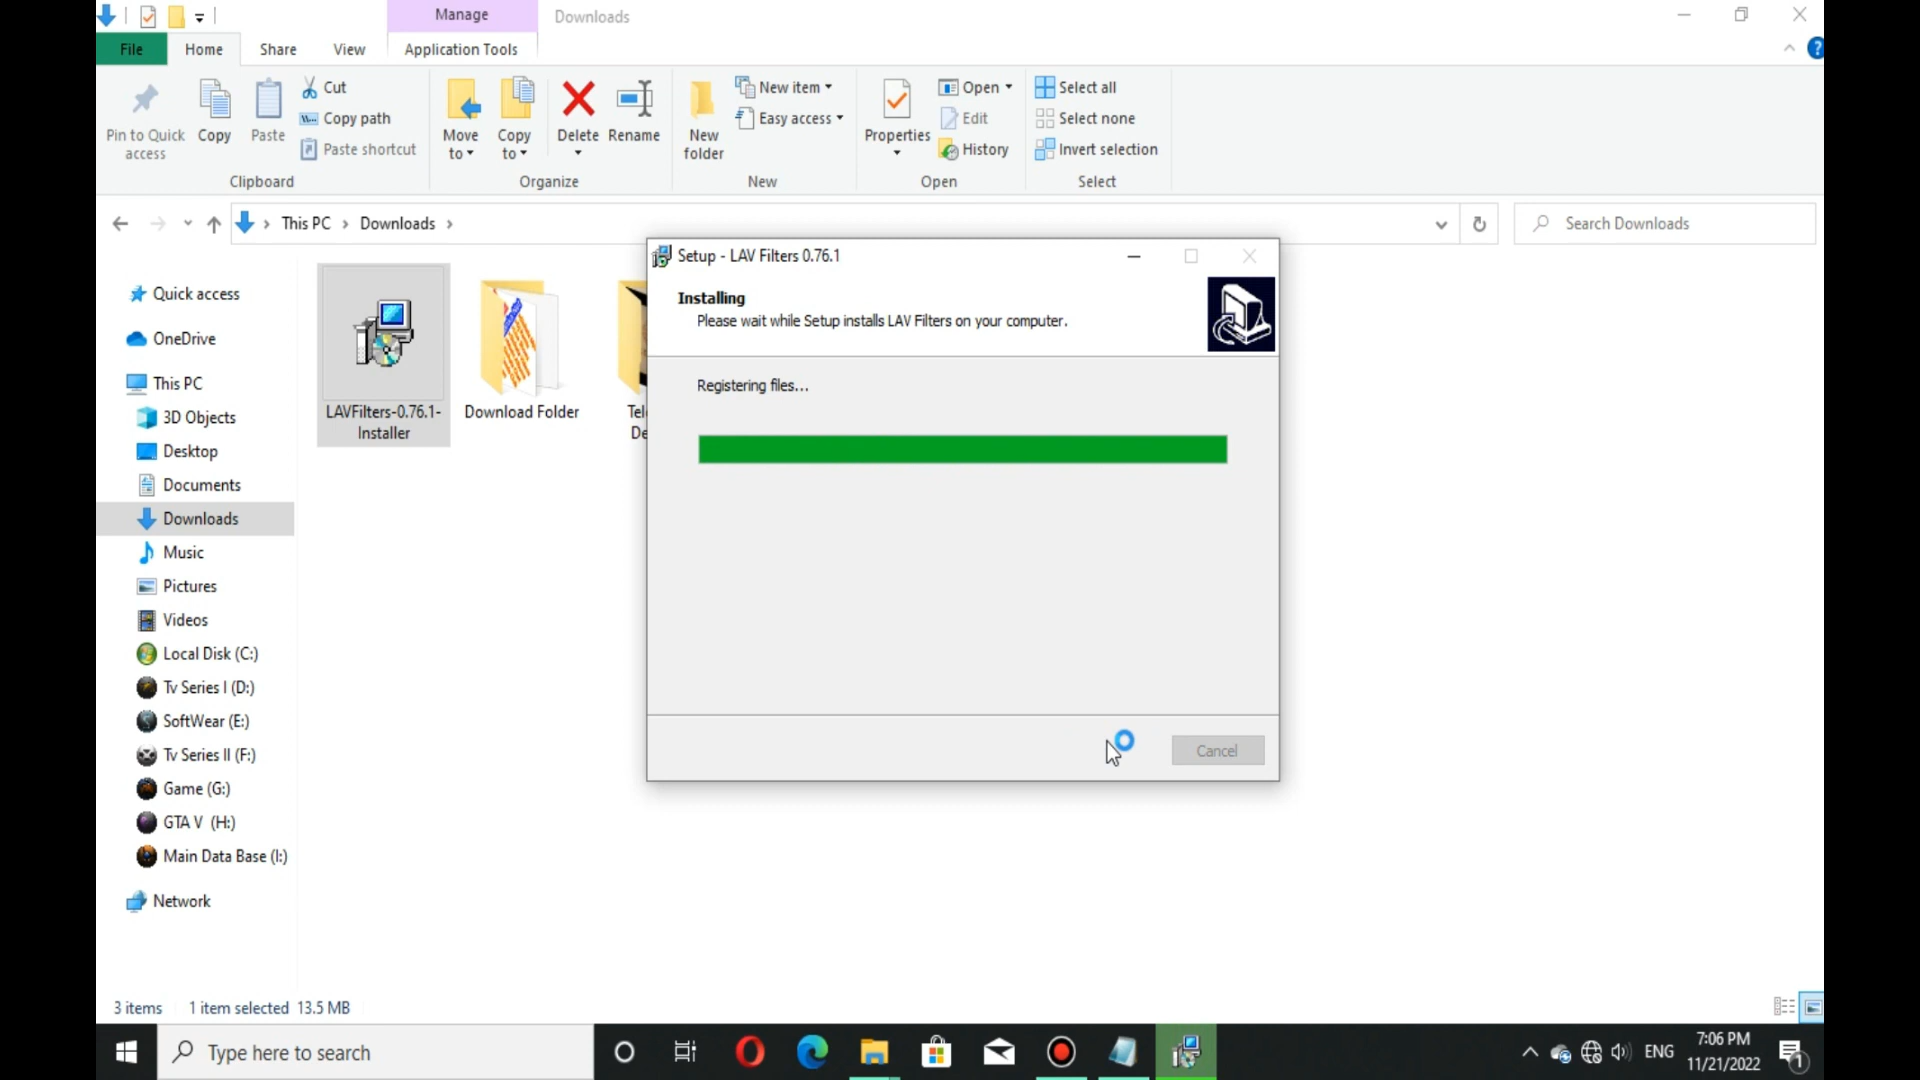 Manage
Downloads
File
Home
Share
View
Application Tools
Pin to Quick
access
Copy
Paste
Cut
Copy path
Paste shortcut
Clipboard
Move
to
Copy
to
Delete
Rename
Organize
New
folder
New item
Easy access
New
Properties
Open
Edit
History
Open
Select all
Select none
Invert selection
Select
This PC
Downloads
Search Downloads
Quick access
OneDrive
This PC
3D Objects
Desktop
Documents
Downloads
Music
Pictures
Videos
Local Disk (C:)
Tv Series I (D:)
SoftWear (E:)
Tv Series II (F:)
Game (G:)
GTA V (H:)
Main Data Base (I:)
Network
LAVFilters-0.76.1-
Installer
Download Folder
Tel
De
Setup - LAV Filters 0.76.1
Installing
Please wait while Setup installs LAV Filters on your computer.
Registering files...
Cancel
3 items
1 item selected 13.5 MB
Type here to search
ENG
7:06 PM
11/21/2022
1